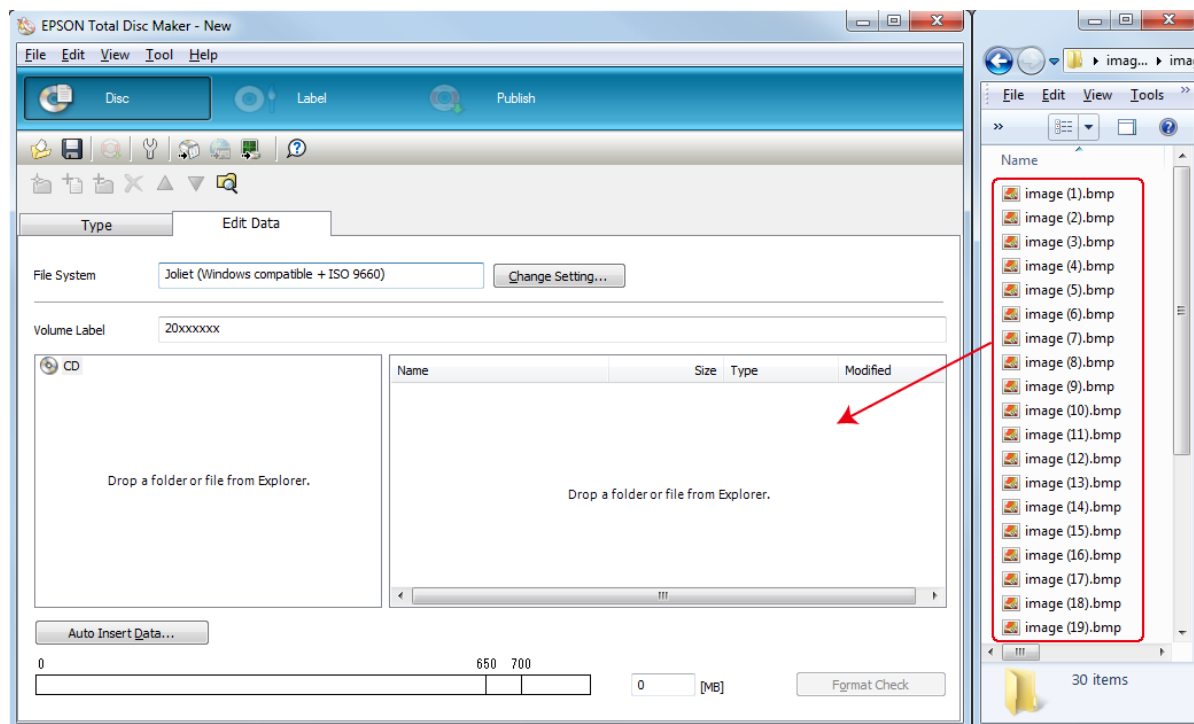 EPSON Total Disc Maker - New
File Edit View Tool Help
Disc Label Publish
Type Edit Data
File System Joliet (Windows compatible + ISO 9660) Change Setting...
Volume Label 20xxxxxx
CD
Drop a folder or file from Explorer.
Name Size Type Modified
Drop a folder or file from Explorer.
Auto Insert Data...
0 650 700
0 [MB] Format Check
imag... ima
File Edit View Tools »
»
Name
image (1).bmp
image (2).bmp
image (3).bmp
image (4).bmp
image (5).bmp
image (6).bmp
image (7).bmp
image (8).bmp
image (9).bmp
image (10).bmp
image (11).bmp
image (12).bmp
image (13).bmp
image (14).bmp
image (15).bmp
image (16).bmp
image (17).bmp
image (18).bmp
image (19).bmp
30 items